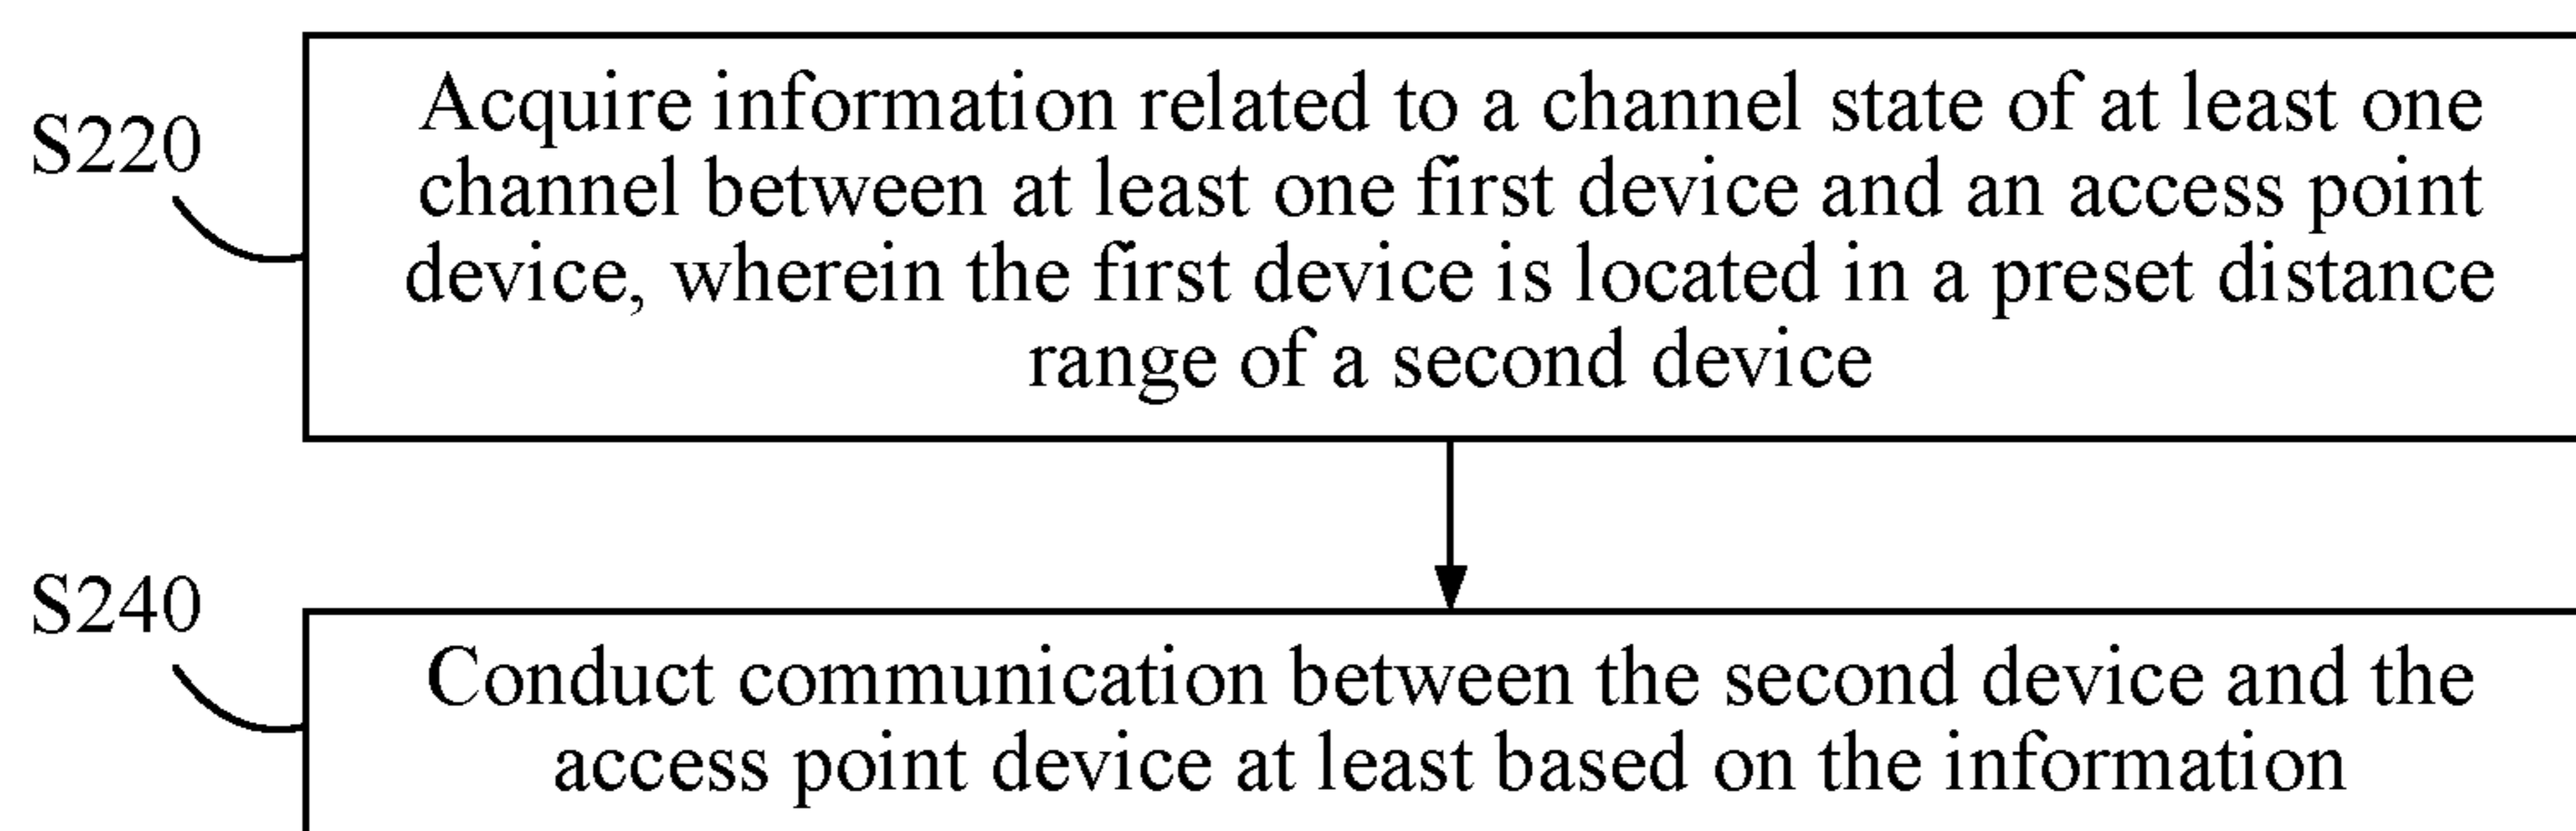 S220
Acquire information related to a channel state of at least one
channel between at least one first device and an access point
device, wherein the first device is located in a preset distance
range of a second device
S240
Conduct communication between the second device and the
access point device at least based on the information